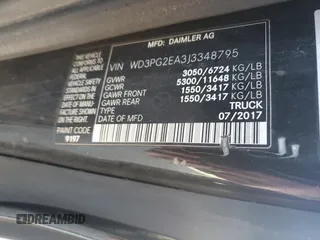 MFD. BY DAIMLER AG
VIN WD3PG2EA3J3348795
3050/6724 KG/LB
GVWR 5300/11648 KG/LB
GCWR 1550/3417 KG/LB
GAWR FRONT 1550/3417 KG/LB
GAWR REAR TRUCK
TYPE 07/2017
DATE OF MFD.
PAINT
9197
DREAMBID